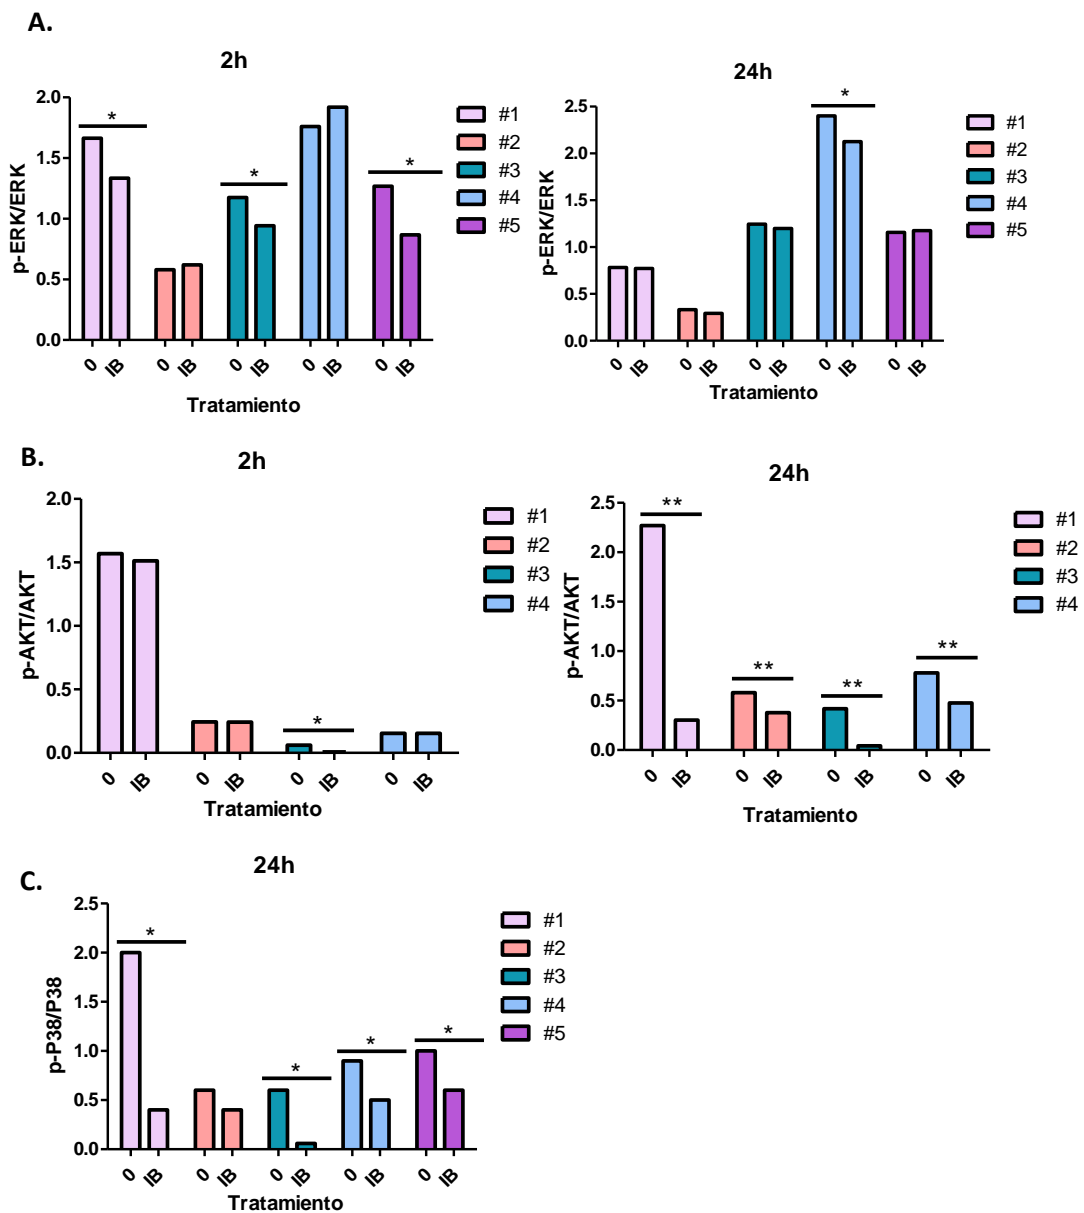 A.
2h
p-ERK/ERK
2.0
1.5
1.0
0.5
0.0
*
*
*
0 IB 0 IB 0 IB 0 IB 0 IB
Tratamiento
#1
#2
#3
#4
#5
24h
p-ERK/ERK
2.5
2.0
1.5
1.0
0.5
0.0
*
0 IB 0 IB 0 IB 0 IB 0 IB
Tratamiento
#1
#2
#3
#4
#5
B.
2h
p-AKT/AKT
2.0
1.5
1.0
0.5
0.0
*
0 IB 0 IB 0 IB 0 IB
Tratamiento
#1
#2
#3
#4
24h
p-AKT/AKT
2.5
2.0
1.5
1.0
0.5
0.0
**
**
**
**
0 IB 0 IB 0 IB 0 IB
Tratamiento
#1
#2
#3
#4
C.
24h
p-P38/P38
2.5
2.0
1.5
1.0
0.5
0.0
*
*
*
*
0 IB 0 IB 0 IB 0 IB 0 IB
Tratamiento
#1
#2
#3
#4
#5